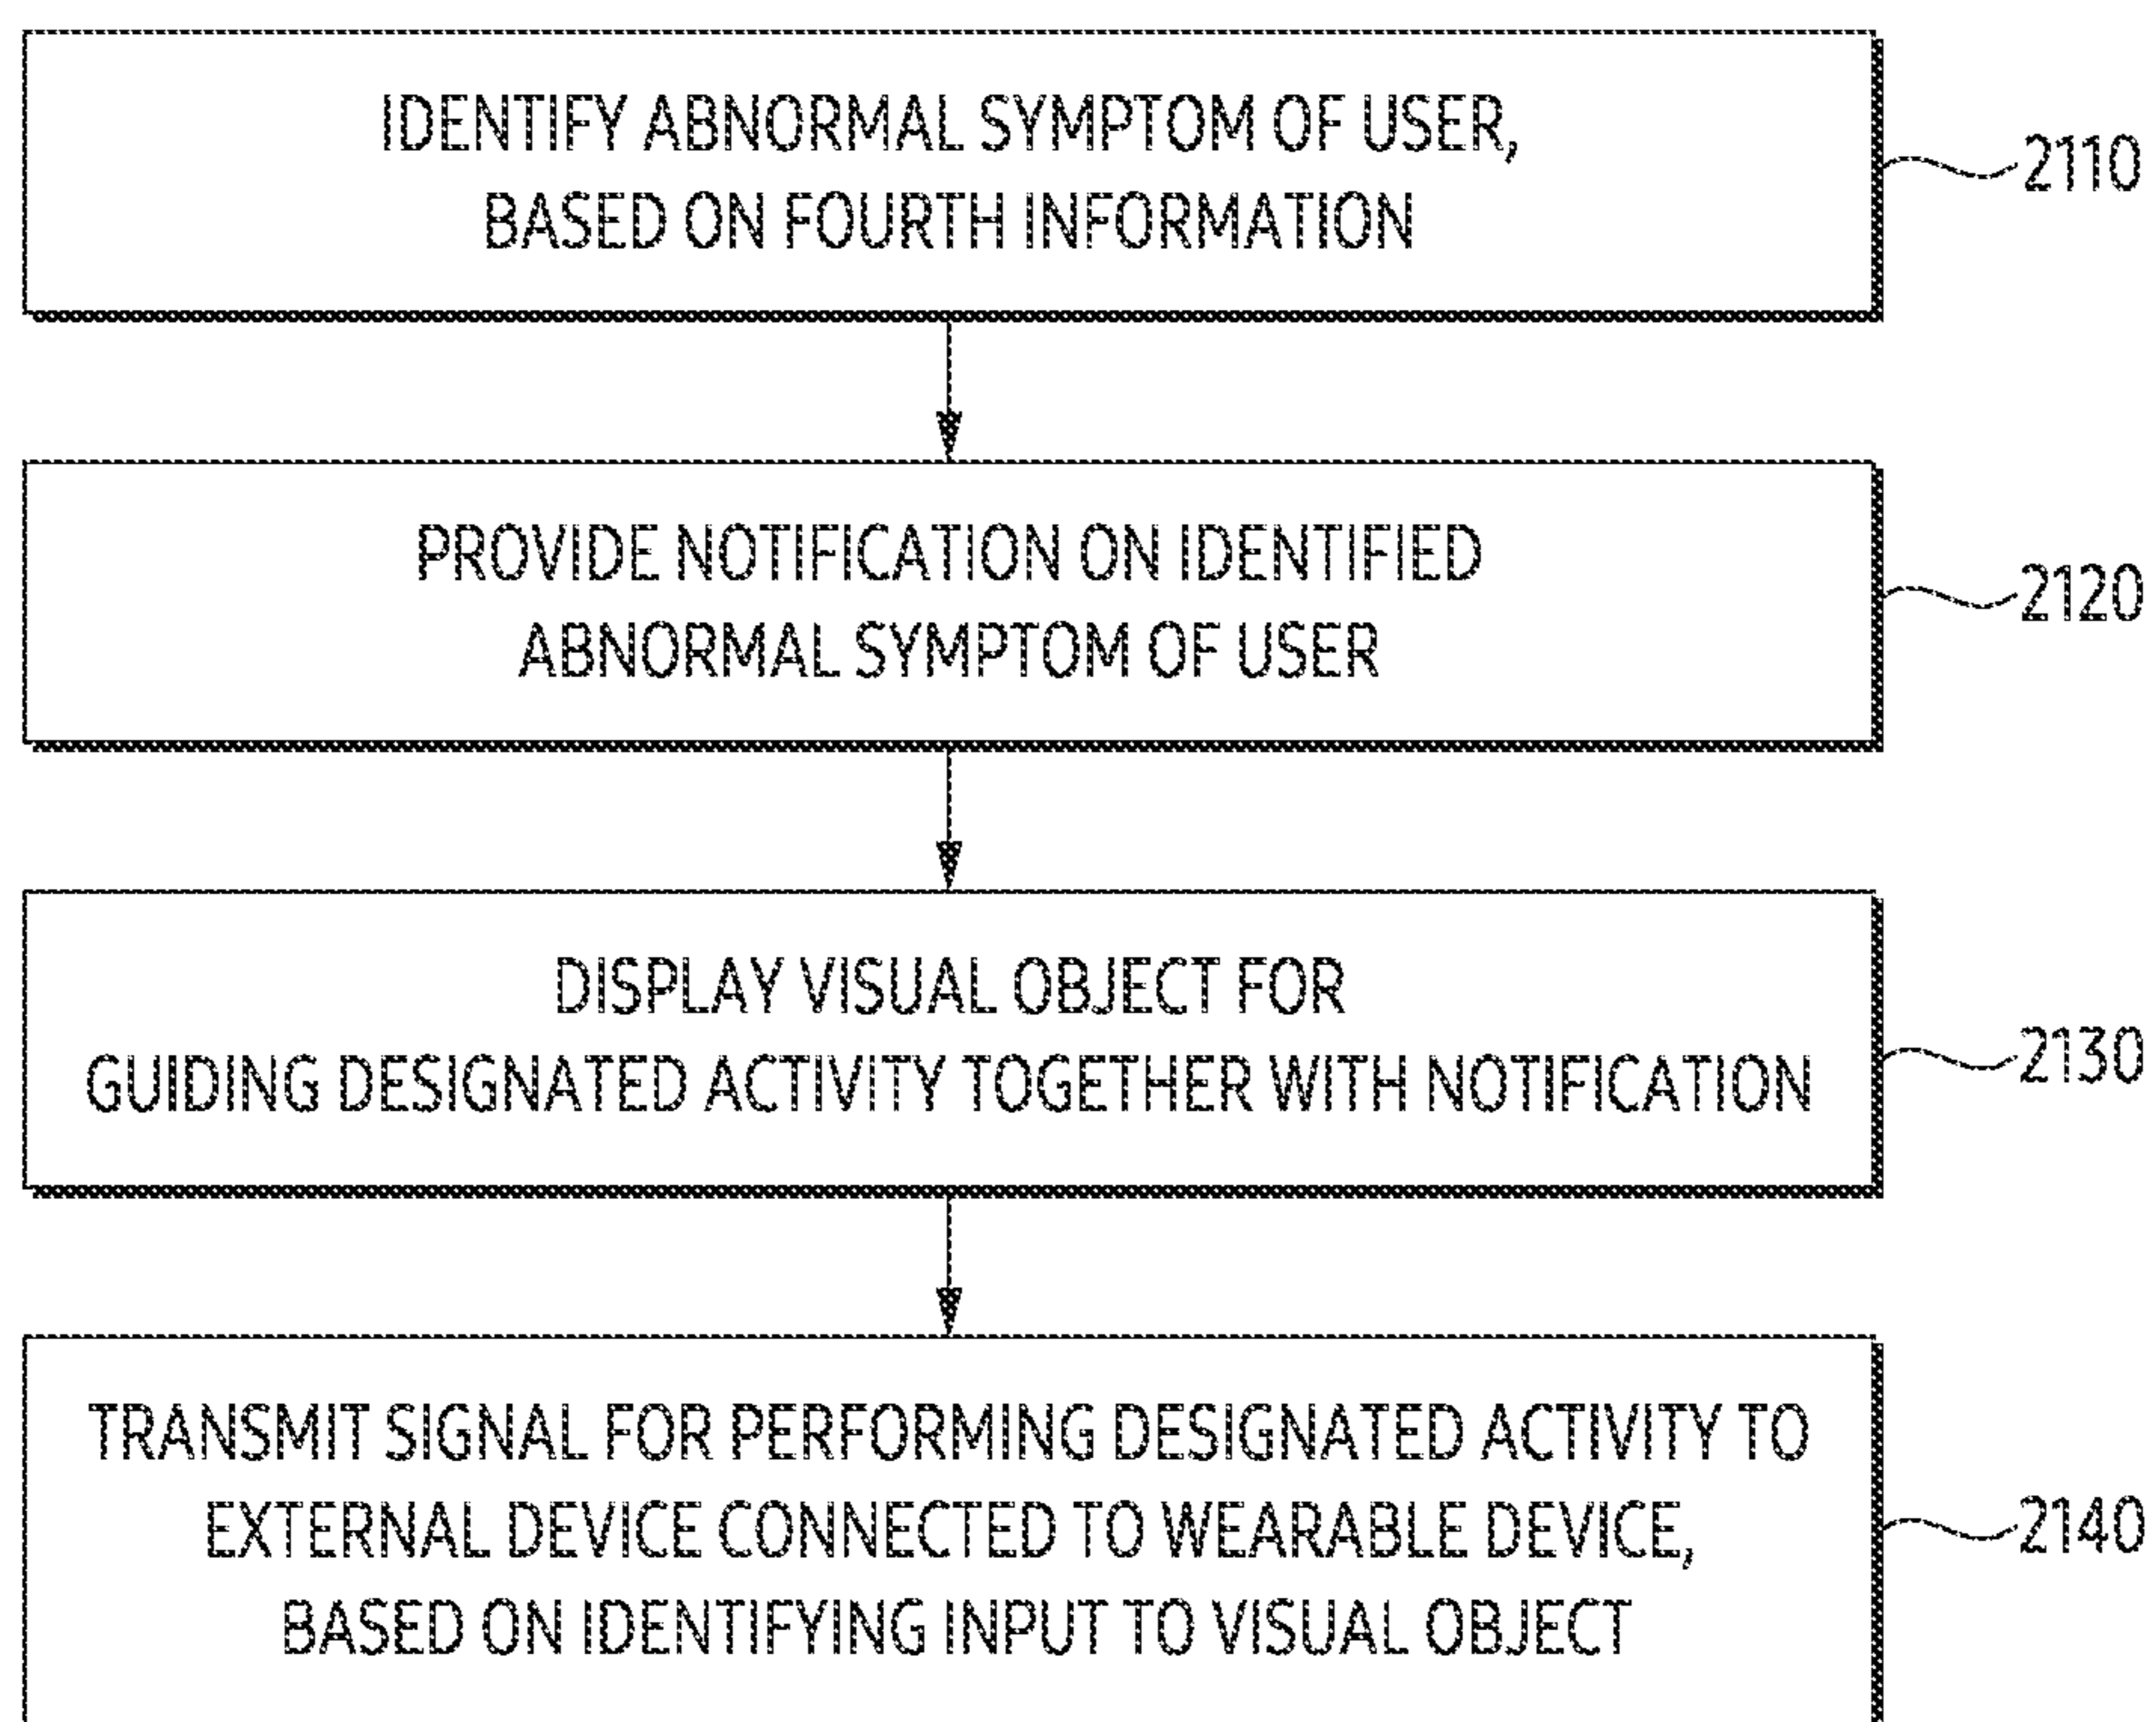 IDENTIFY ABNORMAL SYMPTOM OF USER,
BASED ON FOURTH INFORMATION
2110
PROVIDE NOTIFICATION ON IDENTIFIED
ABNORMAL SYMPTOM OF USER
2120
DISPLAY VISUAL OBJECT FOR
GUIDING DESIGNATED ACTIVITY TOGETHER WITH NOTIFICATION
2130
TRANSMIT SIGNAL FOR PERFORMING DESIGNATED ACTIVITY TO
EXTERNAL DEVICE CONNECTED TO WEARABLE DEVICE,
BASED ON IDENTIFYING INPUT TO VISUAL OBJECT
2140